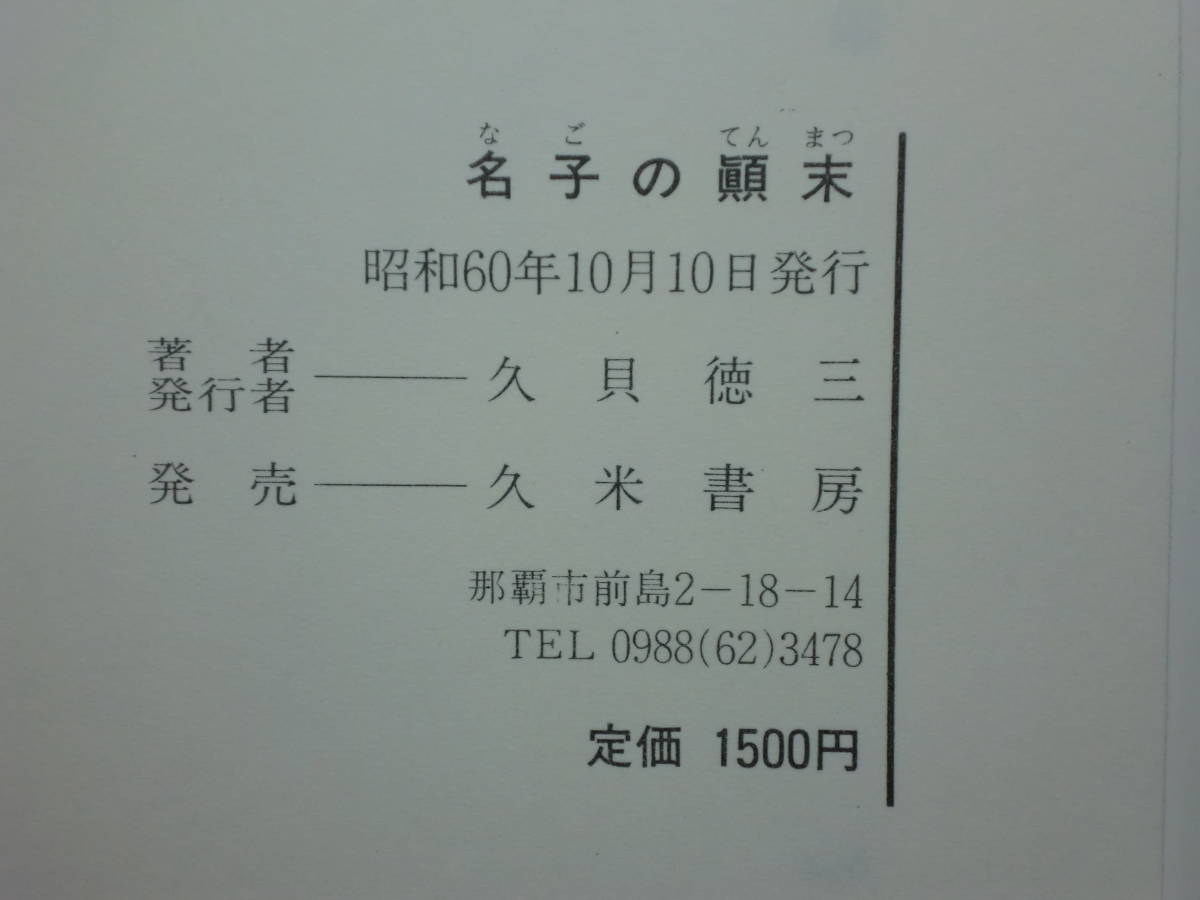 なご てんまつ
名子の顚末
昭和60年10月10日発行
著者
発行者 ― 久貝徳三
発売 ― 久米書房
那覇市前島2−18−14
TEL 0988(62)3478
定価 1500円